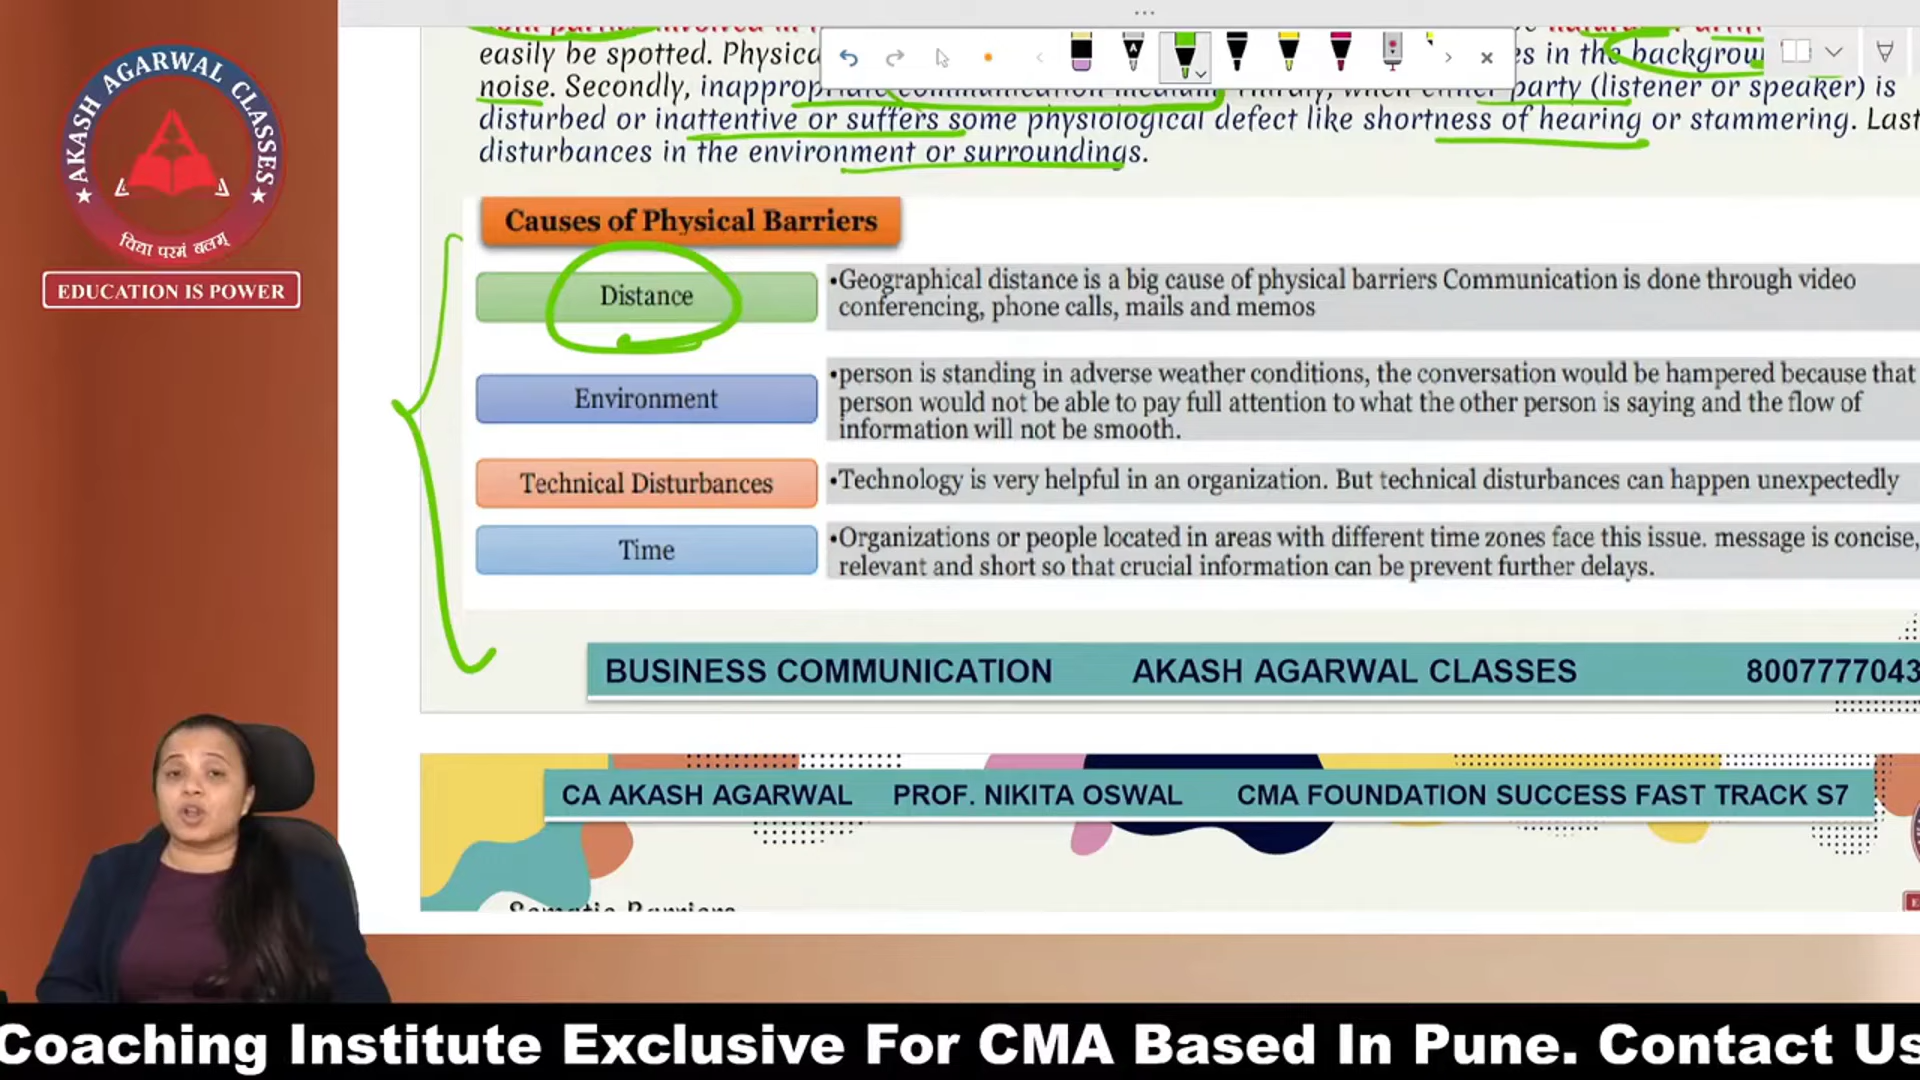 AKASH AGARWAL CLASSES
विद्या परमं बलम्
EDUCATION IS POWER
easily be spotted. Physica
es in the backgrou
noise. Secondly, inappropriate communication medium. Thirdly, when either party (listener or speaker) is
disturbed or inattentive or suffers some physiological defect like shortness of hearing or stammering. Last
disturbances in the environment or surroundings.
Causes of Physical Barriers
Distance
•Geographical distance is a big cause of physical barriers Communication is done through video
conferencing, phone calls, mails and memos
Environment
•person is standing in adverse weather conditions, the conversation would be hampered because that
person would not be able to pay full attention to what the other person is saying and the flow of
information will not be smooth.
Technical Disturbances
•Technology is very helpful in an organization. But technical disturbances can happen unexpectedly
Time
•Organizations or people located in areas with different time zones face this issue. message is concise,
relevant and short so that crucial information can be prevent further delays.
BUSINESS COMMUNICATION AKASH AGARWAL CLASSES 8007777043
CA AKASH AGARWAL PROF. NIKITA OSWAL CMA FOUNDATION SUCCESS FAST TRACK S7
Coaching Institute Exclusive For CMA Based In Pune. Contact Us